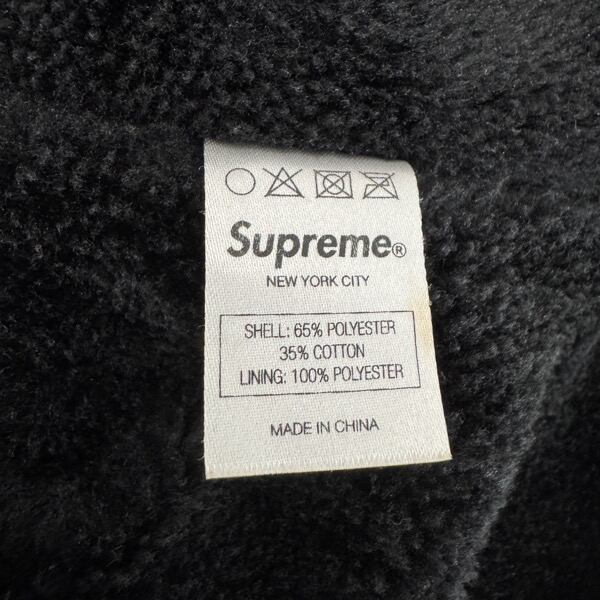 Supreme®
NEW YORK CITY
SHELL: 65% POLYESTER
35% COTTON
LINING: 100% POLYESTER
MADE IN CHINA